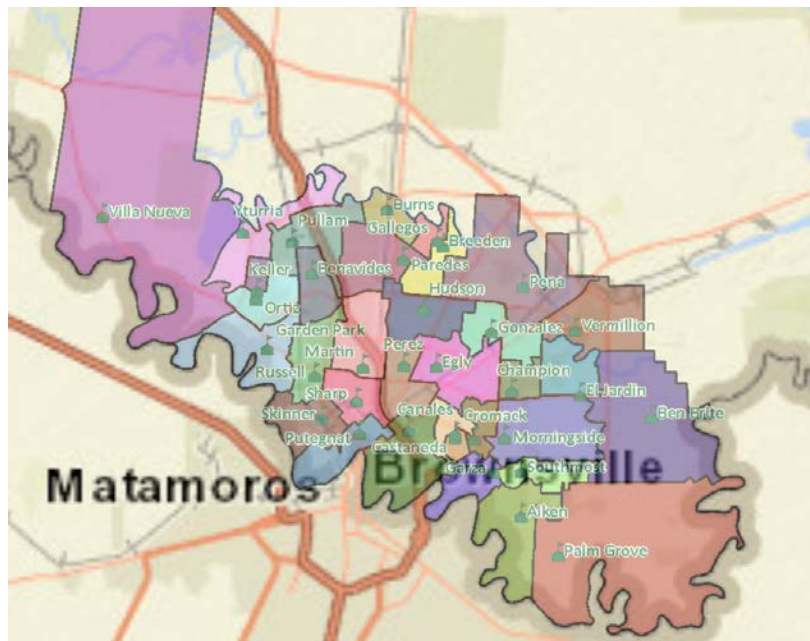 Villa Nueva
Yturria
Pullam
Burns
Gallegos
Breeden
Keller
Benavides
Paredes
Pena
Hudson
Ortiz
Garden Park
Gonzalez
Vermillion
Martin
Perez
Egly
Russell
Champion
El Jardin
Sharp
Skinner
Canales
Cromack
Ben Brite
Putegnat
Castaneda
Morningside
Garza
Southmost
Brownsville
Matamoros
Aiken
Palm Grove